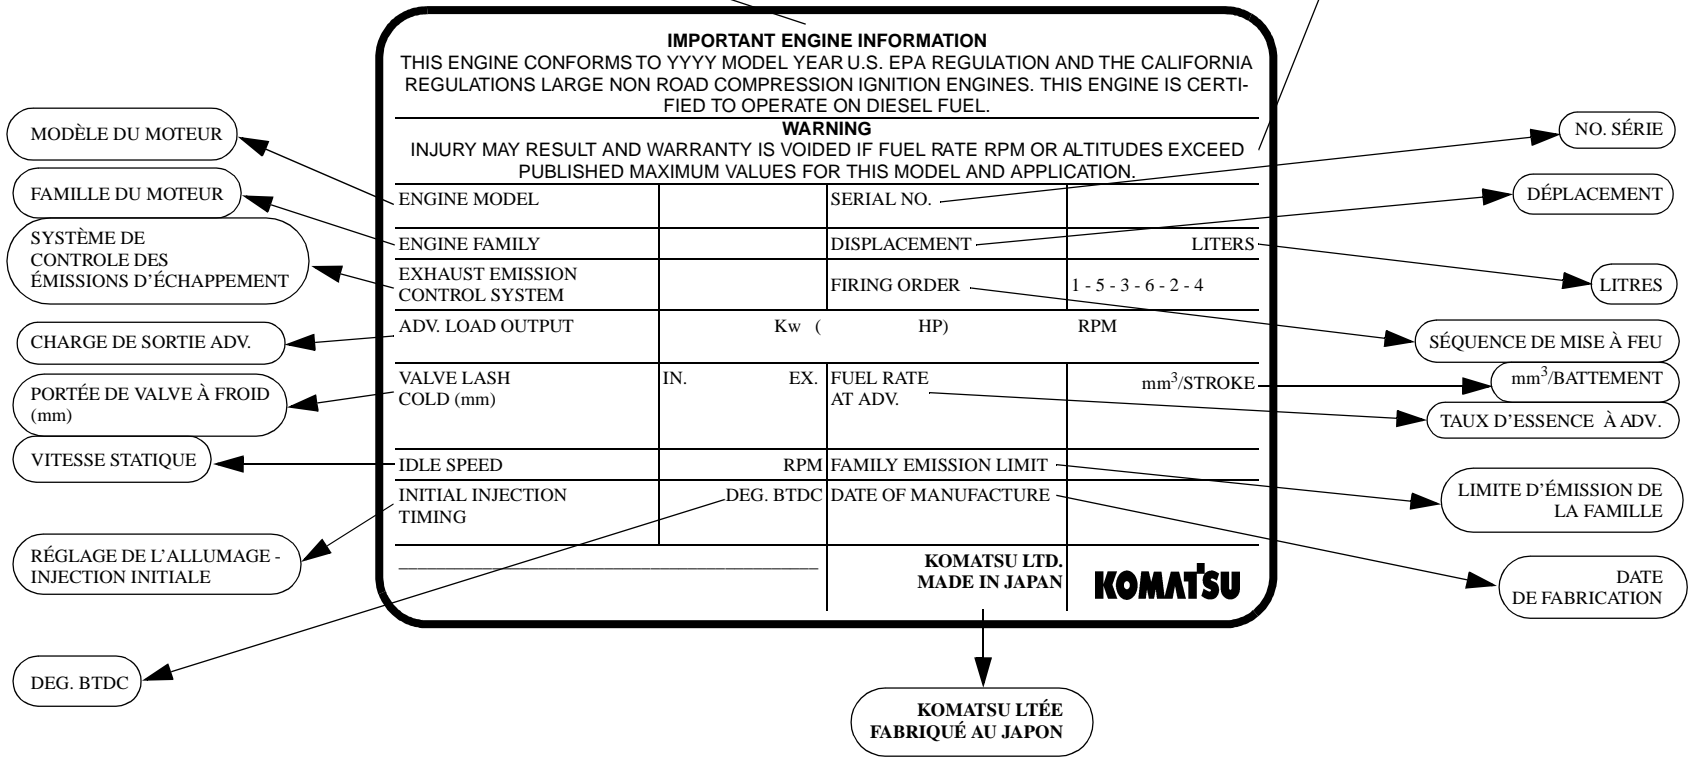 IMPORTANT ENGINE INFORMATION
THIS ENGINE CONFORMS TO YYYY MODEL YEAR U.S. EPA REGULATION AND THE CALIFORNIA
REGULATIONS LARGE NON ROAD COMPRESSION IGNITION ENGINES. THIS ENGINE IS CERTI-
FIED TO OPERATE ON DIESEL FUEL.
WARNING
INJURY MAY RESULT AND WARRANTY IS VOIDED IF FUEL RATE RPM OR ALTITUDES EXCEED
PUBLISHED MAXIMUM VALUES FOR THIS MODEL AND APPLICATION.
ENGINE MODEL
SERIAL NO.
ENGINE FAMILY
DISPLACEMENT
LITERS
EXHAUST EMISSION
CONTROL SYSTEM
FIRING ORDER
1 - 5 - 3 - 6 - 2 - 4
ADV. LOAD OUTPUT
Kw ( HP) RPM
VALVE LASH
COLD (mm)
IN. EX.
FUEL RATE
AT ADV.
mm³/STROKE
IDLE SPEED
RPM
FAMILY EMISSION LIMIT
INITIAL INJECTION
TIMING
DEG. BTDC
DATE OF MANUFACTURE
KOMATSU LTD.
MADE IN JAPAN
KOMATSU
MODÈLE DU MOTEUR
FAMILLE DU MOTEUR
SYSTÈME DE
CONTROLE DES
ÉMISSIONS D'ÉCHAPPEMENT
CHARGE DE SORTIE ADV.
PORTÉE DE VALVE À FROID
(mm)
VITESSE STATIQUE
RÉGLAGE DE L'ALLUMAGE -
INJECTION INITIALE
DEG. BTDC
NO. SÉRIE
DÉPLACEMENT
LITRES
SÉQUENCE DE MISE À FEU
mm³/BATTEMENT
TAUX D'ESSENCE À ADV.
LIMITE D'ÉMISSION DE
LA FAMILLE
DATE
DE FABRICATION
KOMATSU LTÉE
FABRIQUÉ AU JAPON